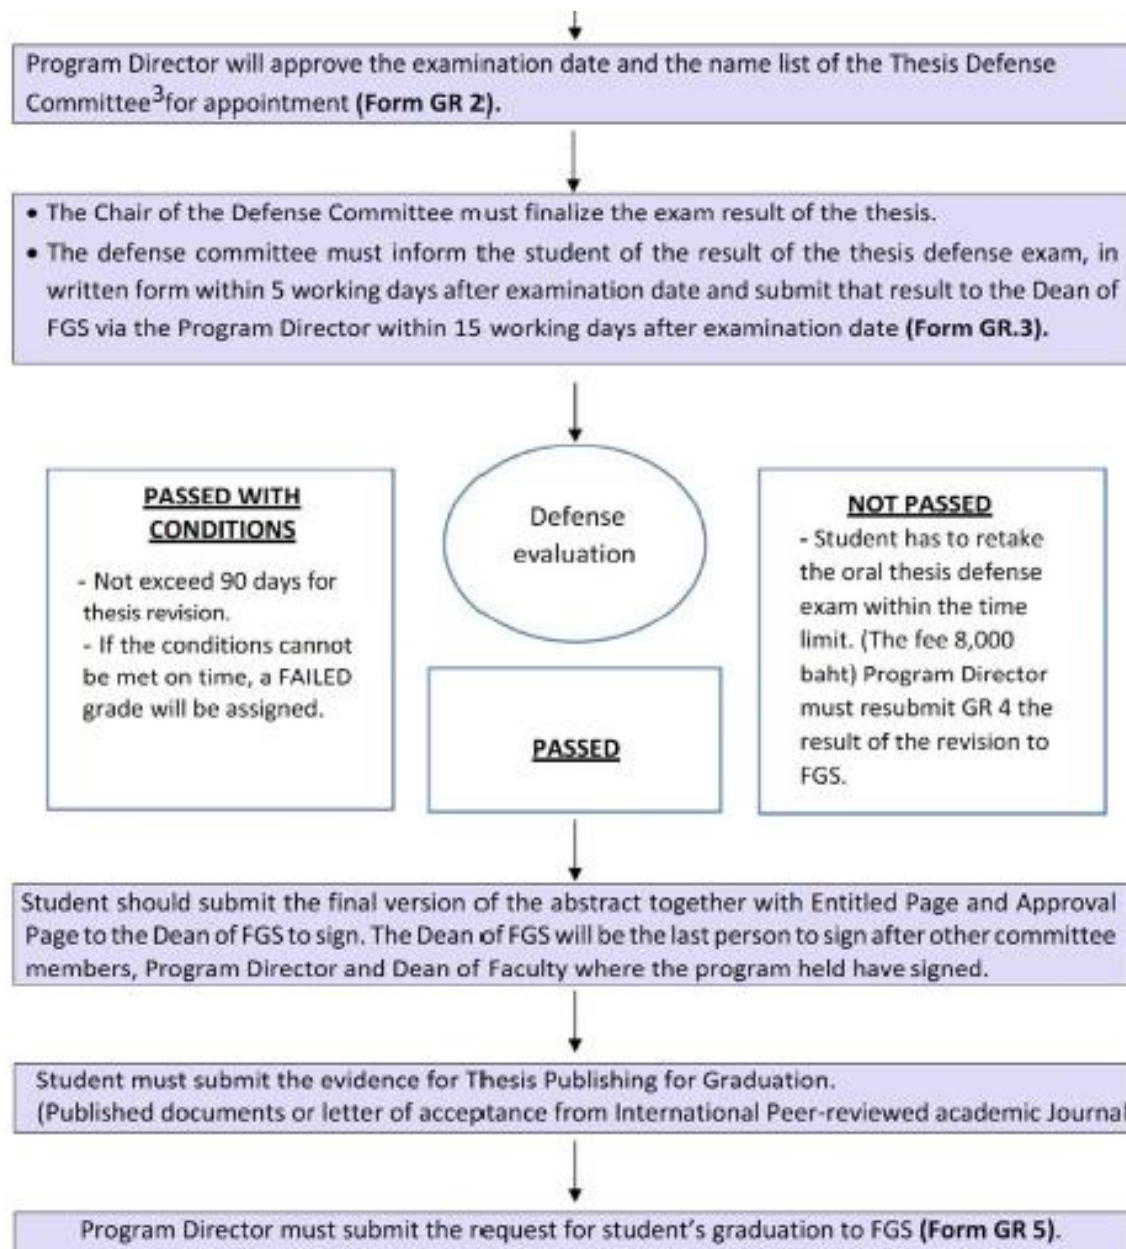 Program Director will approve the examination date and the name list of the Thesis Defense
Committee3for appointment (Form GR 2).
• The Chair of the Defense Committee must finalize the exam result of the thesis.
• The defense committee must inform the student of the result of the thesis defense exam, in
written form within 5 working days after examination date and submit that result to the Dean of
FGS via the Program Director within 15 working days after examination date (Form GR.3).
PASSED WITH
CONDITIONS
- Not exceed 90 days for
thesis revision.
- If the conditions cannot
be met on time, a FAILED
grade will be assigned.
Defense
evaluation
PASSED
NOT PASSED
- Student has to retake
the oral thesis defense
exam within the time
limit. (The fee 8,000
baht) Program Director
must resubmit GR 4 the
result of the revision to
FGS.
Student should submit the final version of the abstract together with Entitled Page and Approval
Page to the Dean of FGS to sign. The Dean of FGS will be the last person to sign after other committee
members, Program Director and Dean of Faculty where the program held have signed.
Student must submit the evidence for Thesis Publishing for Graduation.
(Published documents or letter of acceptance from International Peer-reviewed academic Journal
Program Director must submit the request for student's graduation to FGS (Form GR 5).